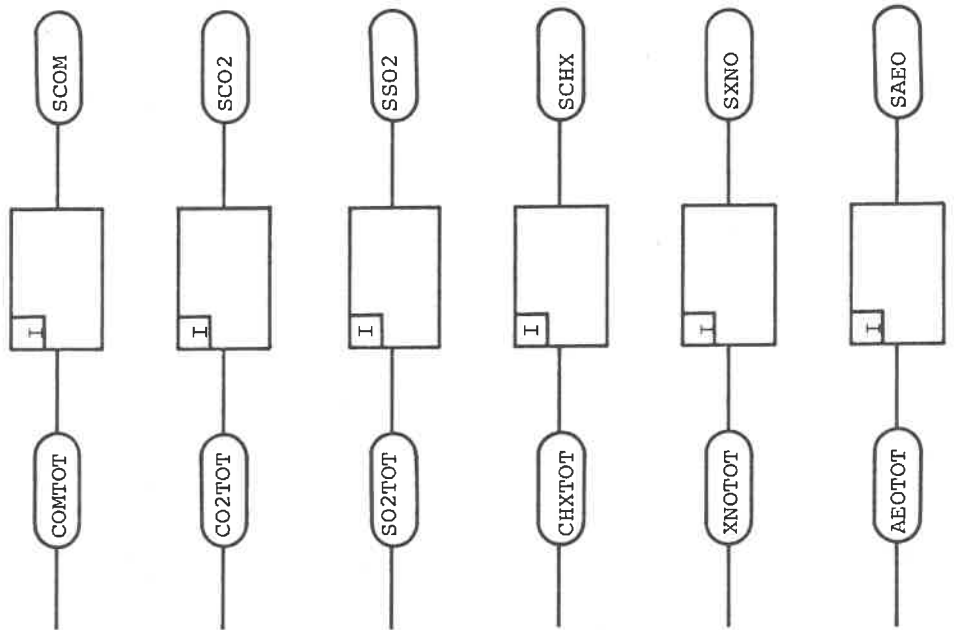 COMTOT I SCOM
CO2TOT I SCO2
SO2TOT I SSO2
CHXTOT I SCHX
XNOTOT I SXNO
AEOTOT I SAEO